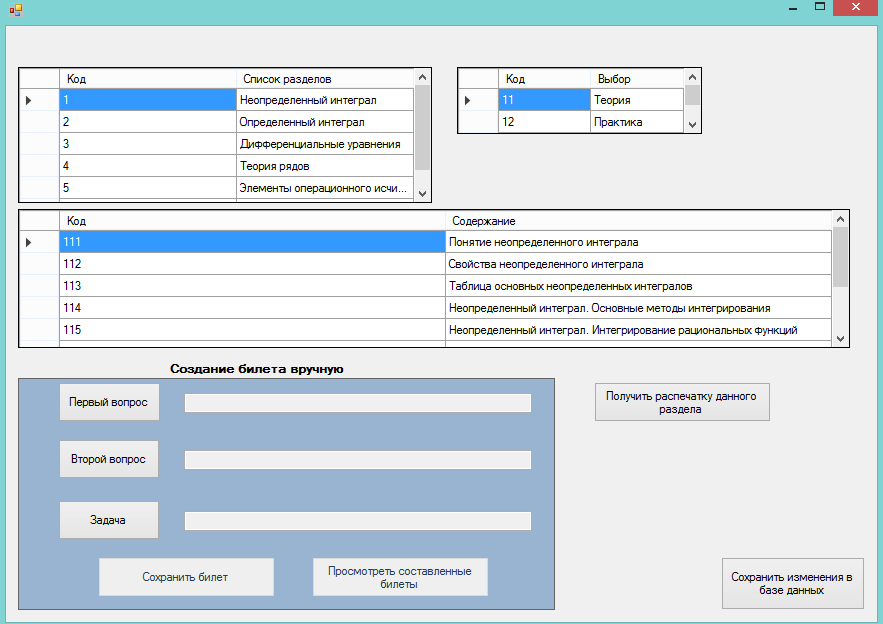 Код Список разделов
1 Неопределенный интеграл
2 Определенный интеграл
3 Дифференциальные уравнения
4 Теория рядов
5 Элементы операционного исчи...
Код Выбор
11 Теория
12 Практика
Код Содержание
111 Понятие неопределенного интеграла
112 Свойства неопределенного интеграла
113 Таблица основных неопределенных интегралов
114 Неопределенный интеграл. Основные методы интегрирования
115 Неопределенный интеграл. Интегрирование рациональных функций
Создание билета вручную
Первый вопрос
Второй вопрос
Задача
Сохранить билет
Просмотреть составленные
билеты
Получить распечатку данного
раздела
Сохранить изменения в
базе данных